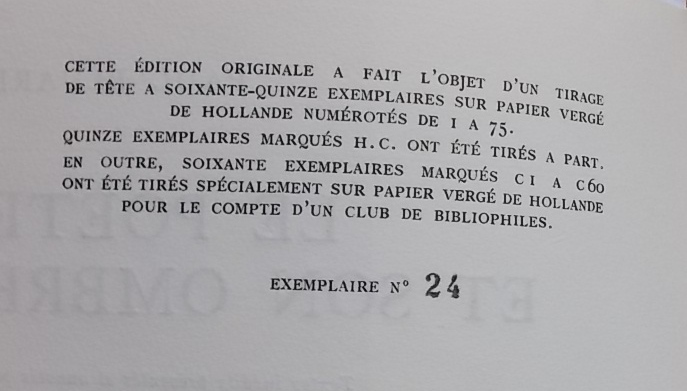 CETTE ÉDITION ORIGINALE A FAIT L'OBJET D'UN TIRAGE
DE TÊTE A SOIXANTE-QUINZE EXEMPLAIRES SUR PAPIER VERGÉ
DE HOLLANDE NUMÉROTÉS DE I A 75.
QUINZE EXEMPLAIRES MARQUÉS H.C. ONT ÉTÉ TIRÉS A PART.
EN OUTRE, SOIXANTE EXEMPLAIRES MARQUÉS C I A C60
ONT ÉTÉ TIRÉS SPÉCIALEMENT SUR PAPIER VERGÉ DE HOLLANDE
POUR LE COMPTE D'UN CLUB DE BIBLIOPHILES.
EXEMPLAIRE Nº 24